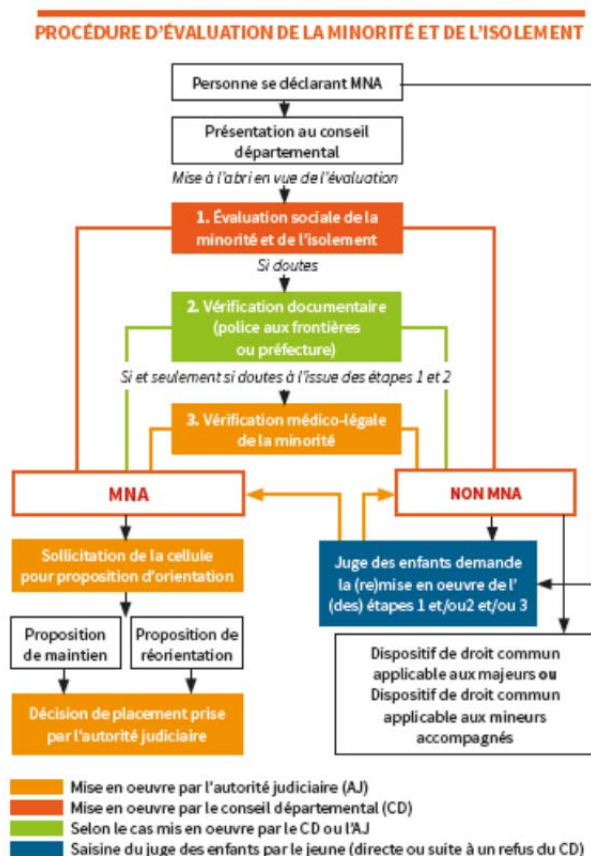 PROCÉDURE D'ÉVALUATION DE LA MINORITÉ ET DE L'ISOLEMENT
Personne se déclarant MNA
Présentation au conseil
départemental
Mise à l'abri en vue de l'évaluation
1. Évaluation sociale de la
minorité et de l'isolement
Si doutes
2. Vérification documentaire
(police aux frontières
ou préfecture)
Si et seulement si doutes à l'issue des étapes 1 et 2
3. Vérification médico-légale
de la minorité
MNA
NON MNA
Sollicitation de la cellule
pour proposition d'orientation
Juge des enfants demande
la (re)mise en oeuvre de l'
(des) étapes 1 et/ou2 et/ou 3
Proposition
de maintien
Proposition de
réorientation
Dispositif de droit commun
applicable aux majeurs ou
Dispositif de droit commun
applicable aux mineurs
accompagnés
Décision de placement prise
par l'autorité judiciaire
Mise en oeuvre par l'autorité judiciaire (AJ)
Mise en oeuvre par le conseil départemental (CD)
Selon le cas mis en oeuvre par le CD ou l'AJ
Saisine du juge des enfants par le jeune (directe ou suite à un refus du CD)